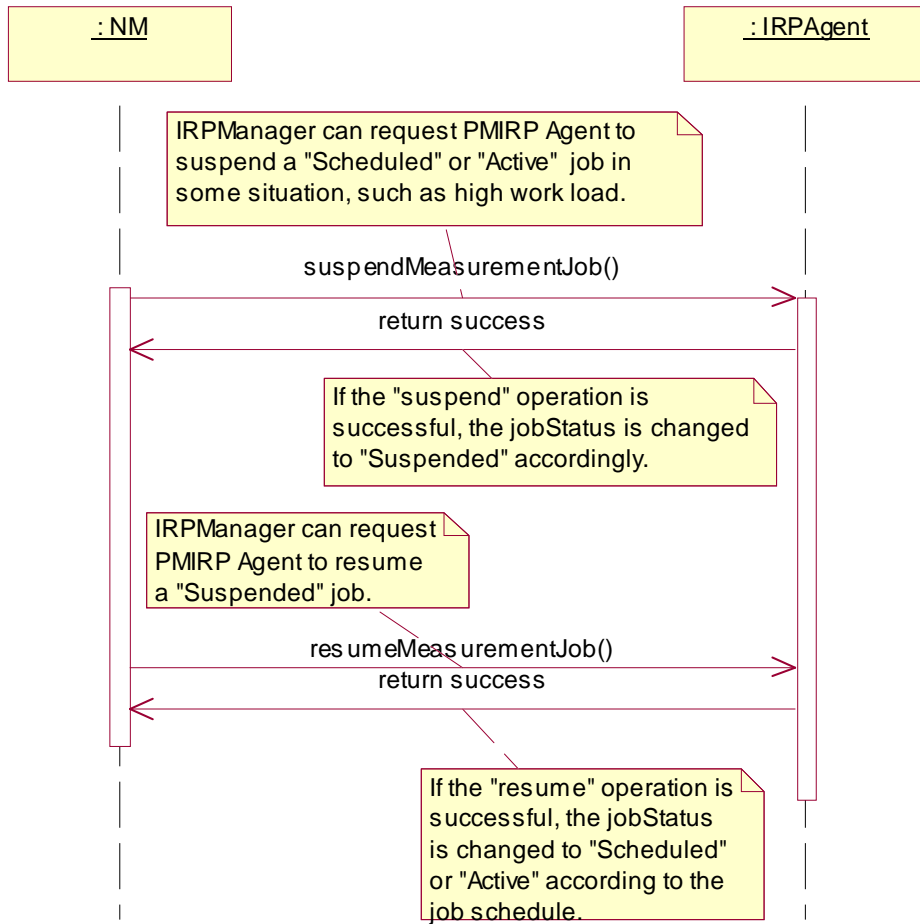 : NM
: IRPAgent
IRPManager can request PMIRP Agent to
suspend a "Scheduled" or "Active" job in
some situation, such as high work load.
suspendMeasurementJob()
return success
If the "suspend" operation is
successful, the jobStatus is changed
to "Suspended" accordingly.
IRPManager can request
PMIRP Agent to resume
a "Suspended" job.
resumeMeasurementJob()
return success
If the "resume" operation is
successful, the jobStatus
is changed to "Scheduled"
or "Active" according to the
job schedule.